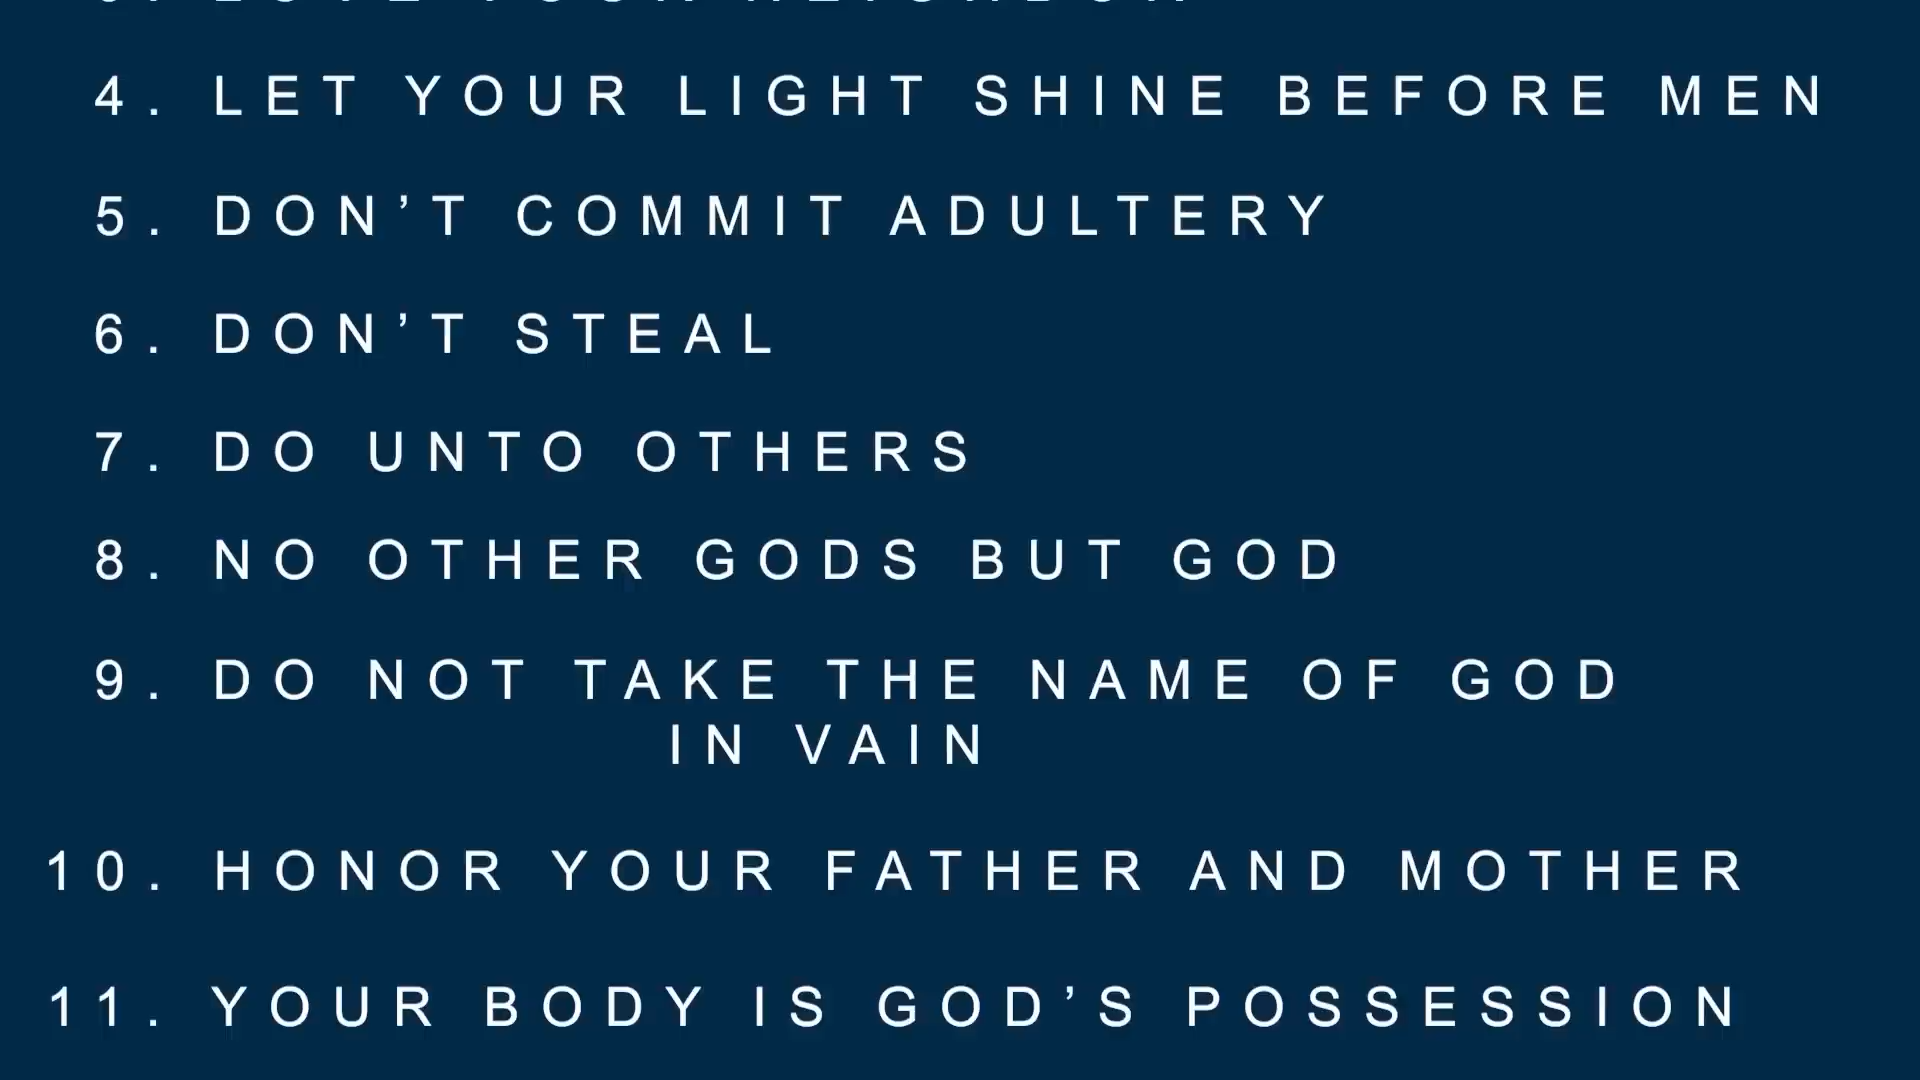 4. LET YOUR LIGHT SHINE BEFORE MEN
5. DON’T COMMIT ADULTERY
6. DON’T STEAL
7. DO UNTO OTHERS
8. NO OTHER GODS BUT GOD
9. DO NOT TAKE THE NAME OF GOD
IN VAIN
10. HONOR YOUR FATHER AND MOTHER
11. YOUR BODY IS GOD’S POSSESSION